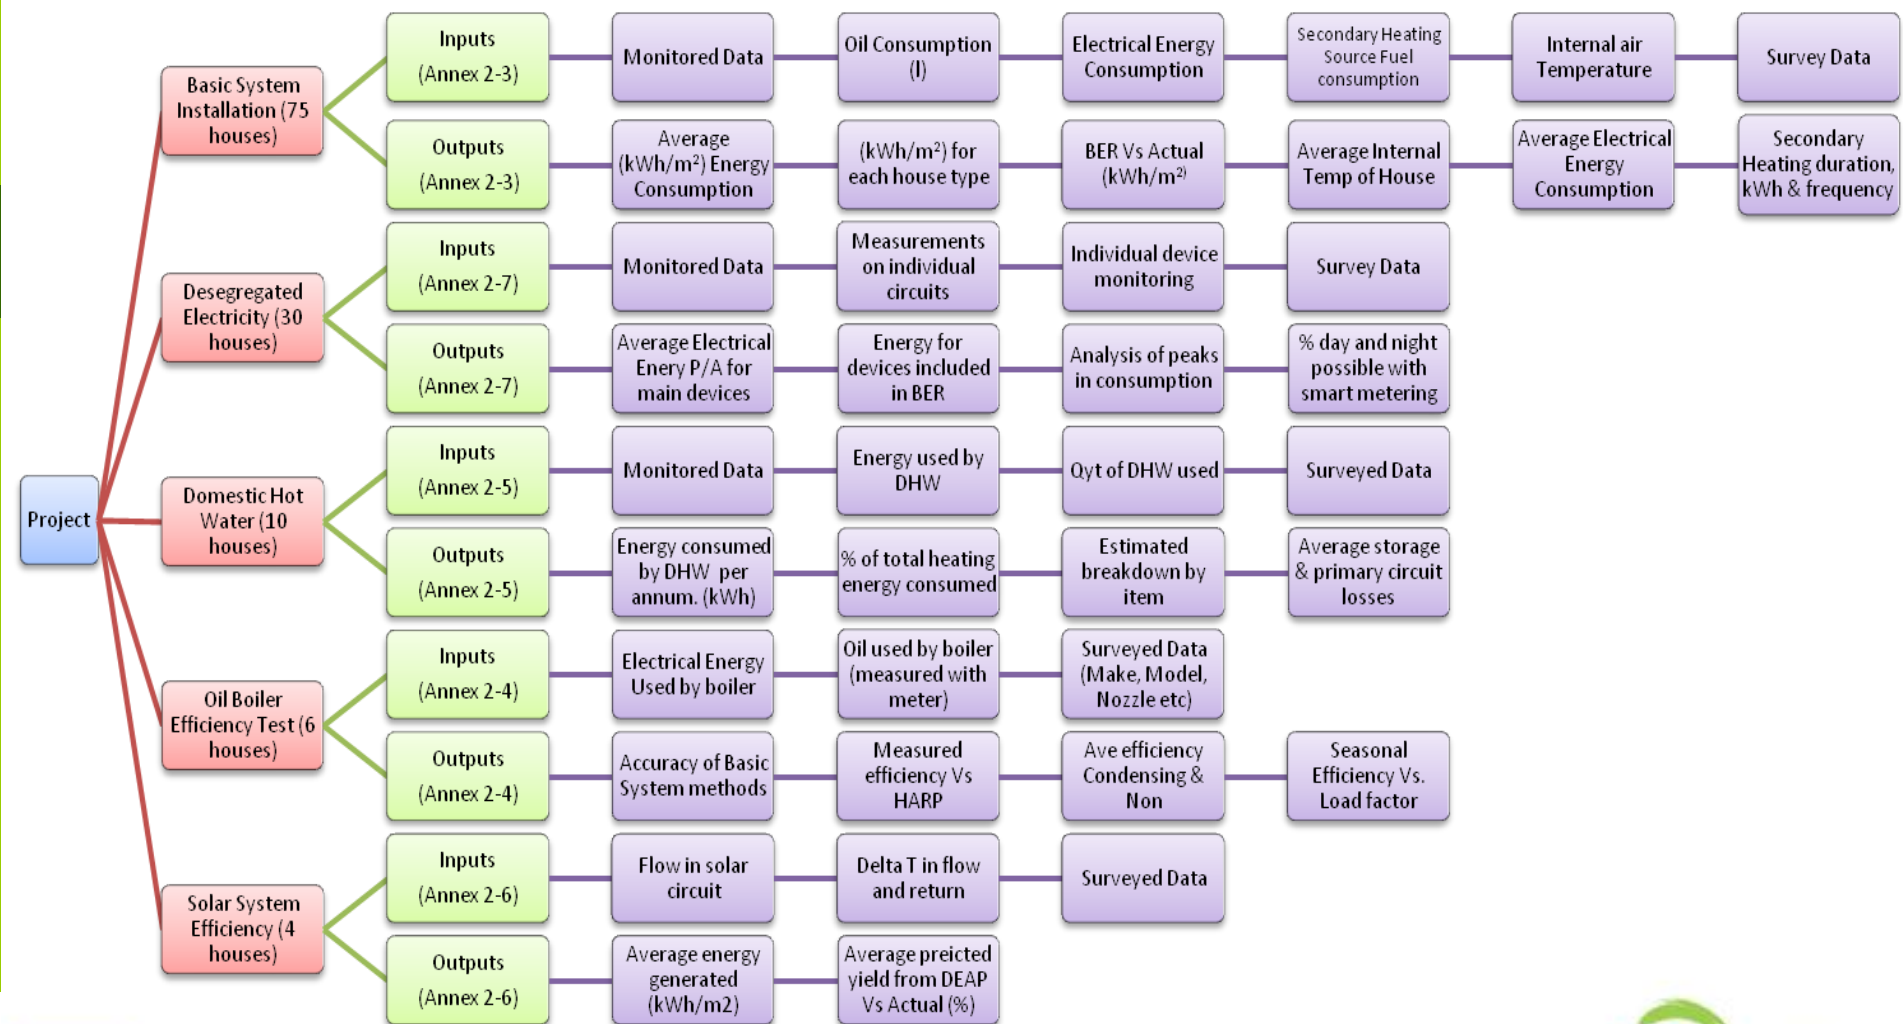 Project
Basic System
Installation (75
houses)
Inputs
(Annex 2-3)
Monitored Data
Oil Consumption
(l)
Electrical Energy
Consumption
Secondary Heating
Source Fuel
consumption
Internal air
Temperature
Survey Data
Outputs
(Annex 2-3)
Average
(kWh/m²) Energy
Consumption
(kWh/m²) for
each house type
BER Vs Actual
(kWh/m²)
Average Internal
Temp of House
Average Electrical
Energy
Consumption
Secondary
Heating duration,
kWh & frequency
Desegregated
Electricity (30
houses)
Inputs
(Annex 2-7)
Monitored Data
Measurements
on individual
circuits
Individual device
monitoring
Survey Data
Outputs
(Annex 2-7)
Average Electrical
Enery P/A for
main devices
Energy for
devices included
in BER
Analysis of peaks
in consumption
% day and night
possible with
smart metering
Domestic Hot
Water (10
houses)
Inputs
(Annex 2-5)
Monitored Data
Energy used by
DHW
Qyt of DHW used
Surveyed Data
Outputs
(Annex 2-5)
Energy consumed
by DHW per
annum. (kWh)
% of total heating
energy consumed
Estimated
breakdown by
item
Average storage
& primary circuit
losses
Oil Boiler
Efficiency Test (6
houses)
Inputs
(Annex 2-4)
Electrical Energy
Used by boiler
Oil used by boiler
(measured with
meter)
Surveyed Data
(Make, Model,
Nozzle etc)
Outputs
(Annex 2-4)
Accuracy of Basic
System methods
Measured
efficiency Vs
HARP
Ave efficiency
Condensing &
Non
Seasonal
Efficiency Vs.
Load factor
Solar System
Efficiency (4
houses)
Inputs
(Annex 2-6)
Flow in solar
circuit
Delta T in flow
and return
Surveyed Data
Outputs
(Annex 2-6)
Average energy
generated
(kWh/m2)
Average preicted
yield from DEAP
Vs Actual (%)